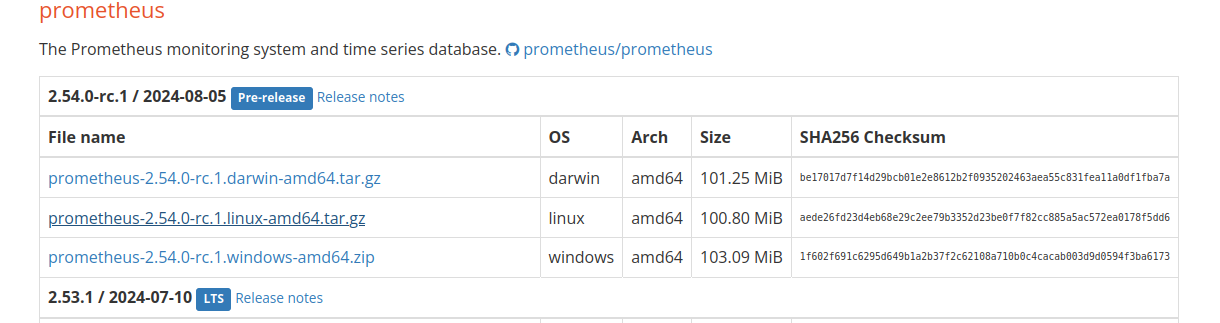 prometheus
The Prometheus monitoring system and time series database. prometheus/prometheus
2.54.0-rc.1 / 2024-08-05 Pre-release Release notes
File name OS Arch Size SHA256 Checksum
prometheus-2.54.0-rc.1.darwin-amd64.tar.gz darwin amd64 101.25 MiB be17017d7f14d29bcb01e2e8612b2f0935202463aea55c831fea11a0df1fba7a
prometheus-2.54.0-rc.1.linux-amd64.tar.gz linux amd64 100.80 MiB aede26fd23d4eb68e29c2ee79b3352d23be0f7f82cc885a5ac572ea0178f5dd6
prometheus-2.54.0-rc.1.windows-amd64.zip windows amd64 103.09 MiB 1f602f691c6295d649b1a2b37f2c62108a710b0c4cacab003d9d0594f3ba6173
2.53.1 / 2024-07-10 LTS Release notes